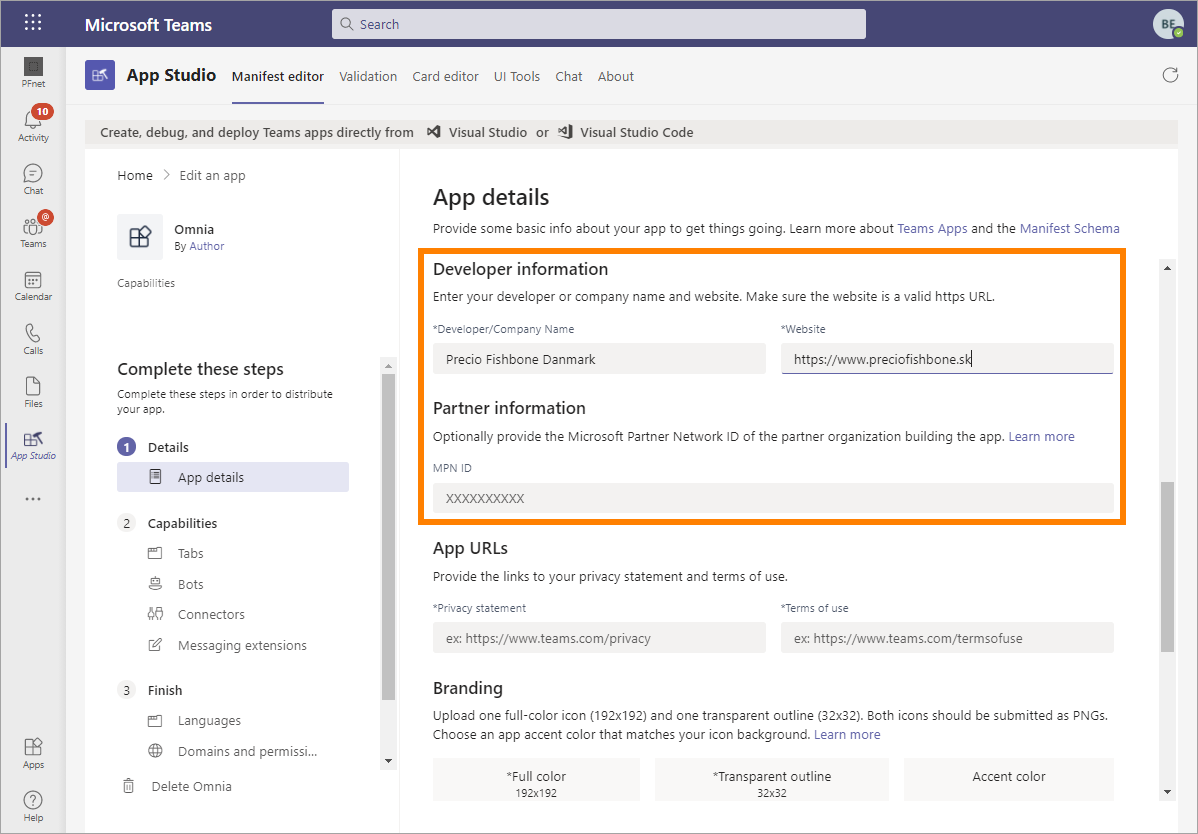 Microsoft Teams
Search
BE
PFnet
10
Activity
Chat
@
Teams
Calendar
Calls
Files
App Studio
Apps
Help
App Studio
Manifest editor
Validation
Card editor
UI Tools
Chat
About
Create, debug, and deploy Teams apps directly from Visual Studio or Visual Studio Code
Home > Edit an app
Omnia
By Author
Capabilities
Complete these steps
Complete these steps in order to distribute
your app.
1 Details
App details
2 Capabilities
Tabs
Bots
Connectors
Messaging extensions
3 Finish
Languages
Domains and permissi...
Delete Omnia
App details
Provide some basic info about your app to get things going. Learn more about Teams Apps and the Manifest Schema
Developer information
Enter your developer or company name and website. Make sure the website is a valid https URL.
*Developer/Company Name
*Website
Precio Fishbone Danmark
https://www.preciofishbone.sk
Partner information
Optionally provide the Microsoft Partner Network ID of the partner organization building the app. Learn more
MPN ID
XXXXXXXXXX
App URLs
Provide the links to your privacy statement and terms of use.
*Privacy statement
*Terms of use
ex: https://www.teams.com/privacy
ex: https://www.teams.com/termsofuse
Branding
Upload one full-color icon (192x192) and one transparent outline (32x32). Both icons should be submitted as PNGs.
Choose an app accent color that matches your icon background. Learn more
*Full color
192x192
*Transparent outline
32x32
Accent color